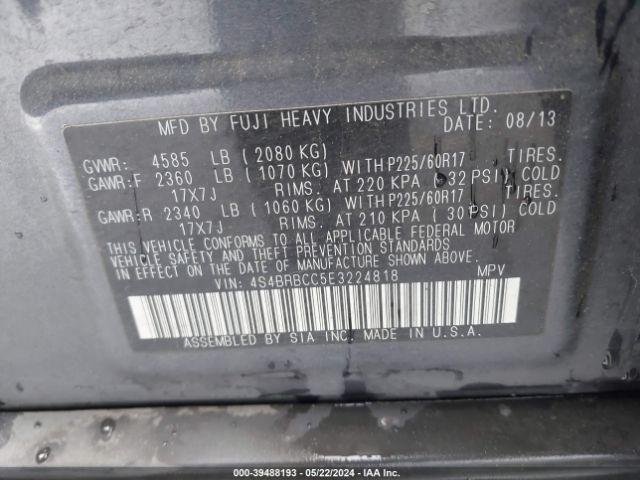 MFD BY FUJI HEAVY INDUSTRIES LTD.
DATE: 08/13
GVWR: 4585 LB (2080 KG)
GAWR:F 2360 LB (1070 KG) WITH P225/60R17 TIRES.
17X7J RIMS. AT 220 KPA (32 PSI) COLD
GAWR:R 2340 LB (1060 KG) WITH P225/60R17 TIRES.
17X7J RIMS. AT 210 KPA (30 PSI) COLD
THIS VEHICLE CONFORMS TO ALL APPLICABLE FEDERAL MOTOR
VEHICLE SAFETY AND THEFT PREVENTION STANDARDS
IN EFFECT ON THE DATE OF MANUFACTURE SHOWN ABOVE.
VIN: 4S4BRBCC5E3224818 MPV
ASSEMBLED BY SIA INC. MADE IN U.S.A.
000-39488193 - 05/22/2024 - IAAI.COM